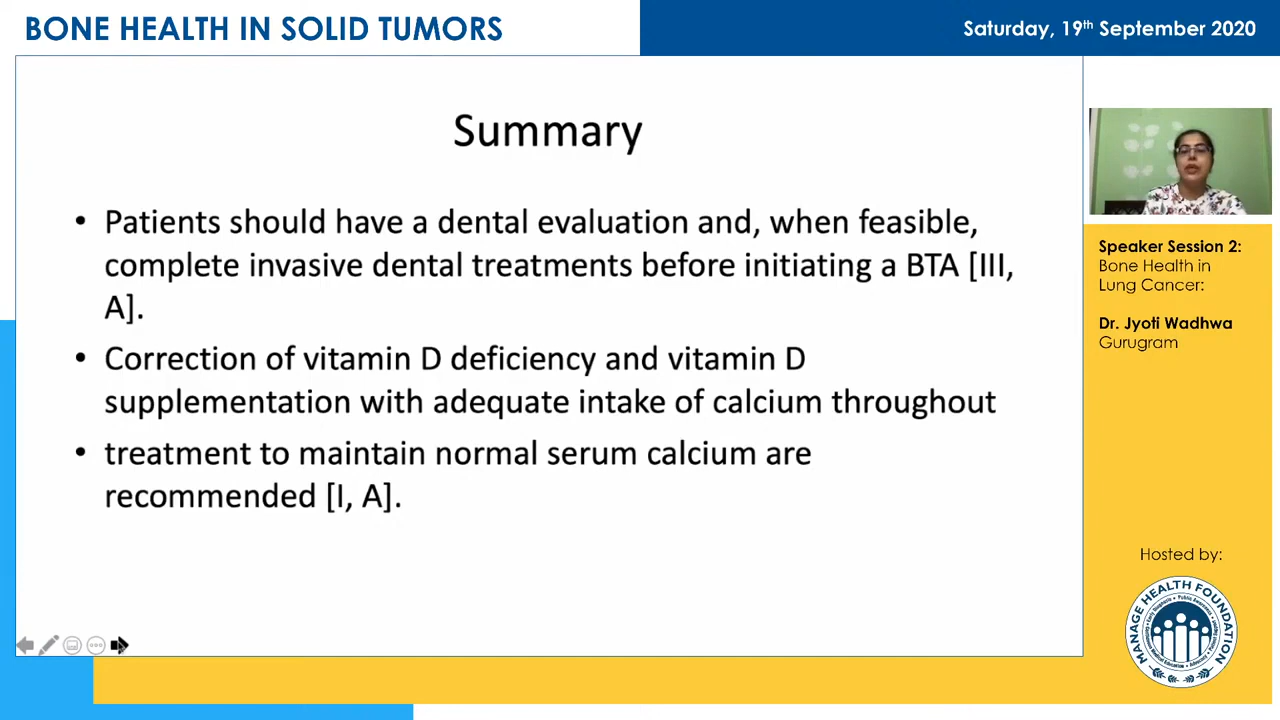 BONE HEALTH IN SOLID TUMORS
Saturday, 19th September 2020
Summary
• Patients should have a dental evaluation and, when feasible,
complete invasive dental treatments before initiating a BTA [III,
A].
• Correction of vitamin D deficiency and vitamin D
supplementation with adequate intake of calcium throughout
• treatment to maintain normal serum calcium are
recommended [I, A].
Speaker Session 2:
Bone Health in
Lung Cancer:
Dr. Jyoti Wadhwa
Gurugram
Hosted by:
MANAGE HEALTH FOUNDATION